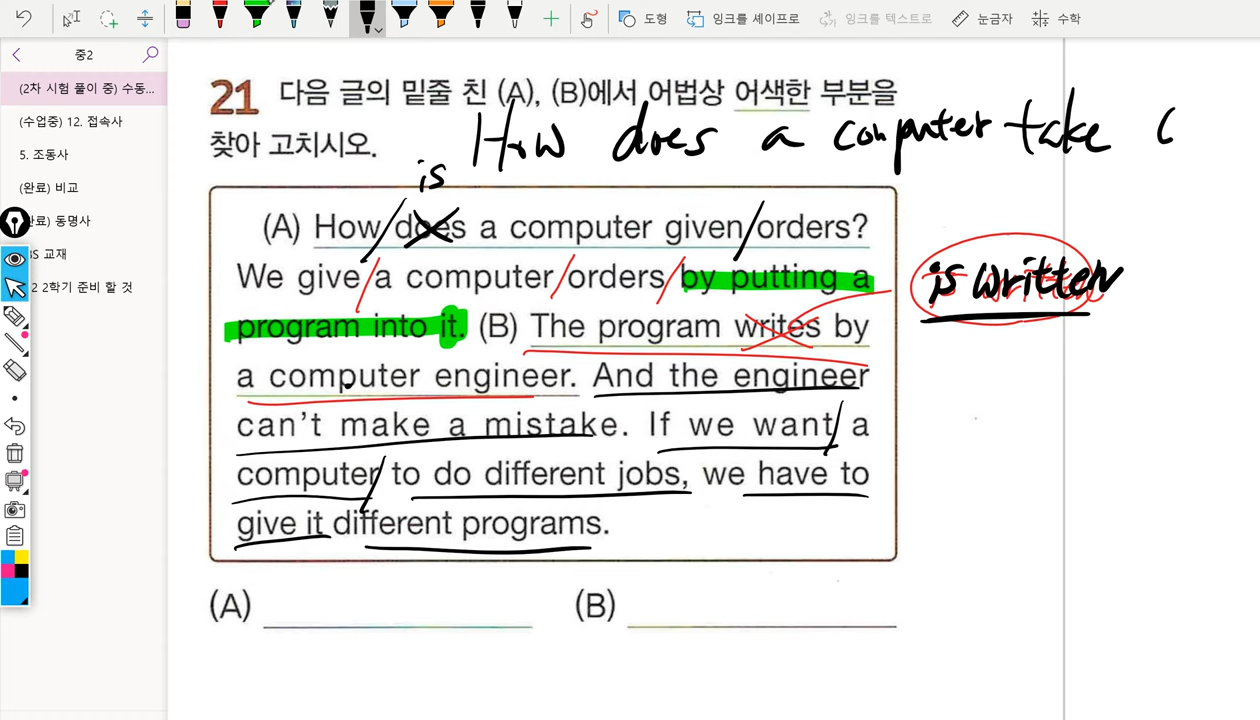 도형
잉크를 셰이프로
잉크를 텍스트로
눈금자
수학
중2
(2차 시험 풀이 중) 수동...
(수업중) 12. 접속사
5. 조동사
(완료) 비교
료) 동명사
BS 교재
2 2학기 준비 할 것
21 다음 글의 밑줄 친 (A), (B)에서 어법상 어색한 부분을
찾아 고치시오.
How does a computer take
is
(A) How does a computer given orders?
We give a computer orders by putting a
is written
program into it. (B) The program writes by
a computer engineer. And the engineer
can't make a mistake. If we want a
computer to do different jobs, we have to
give it different programs.
(A)
(B)